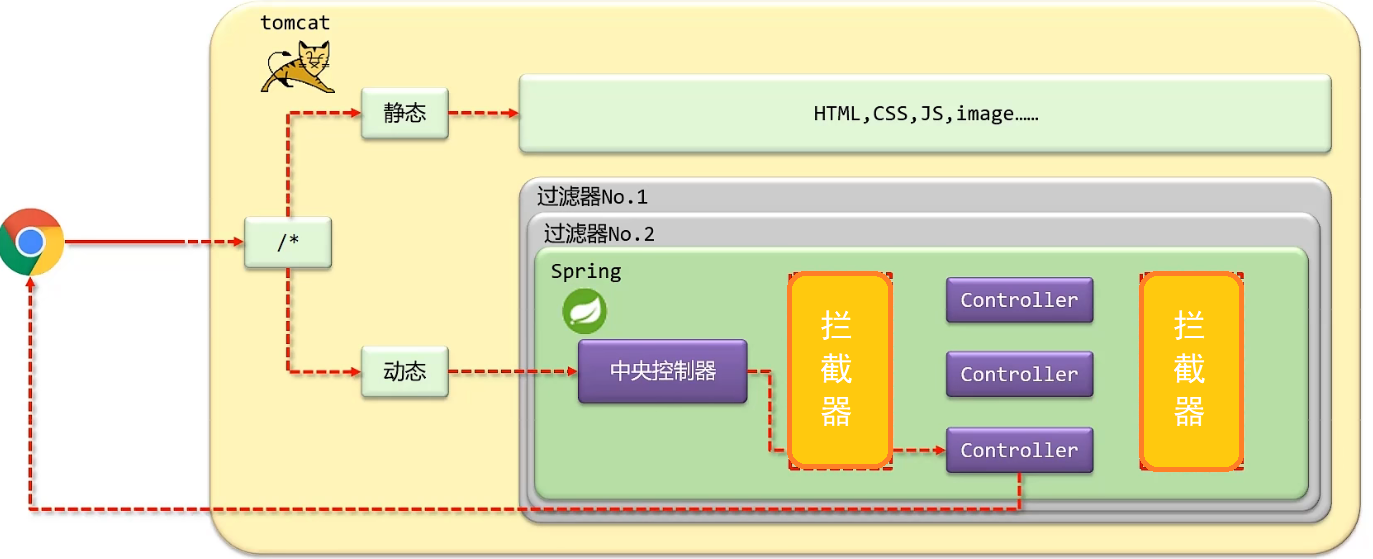 tomcat
静态
HTML,CSS,JS,image……
/*
过滤器No.1
过滤器No.2
Spring
动态
中央控制器
拦
截
器
Controller
Controller
Controller
拦
截
器